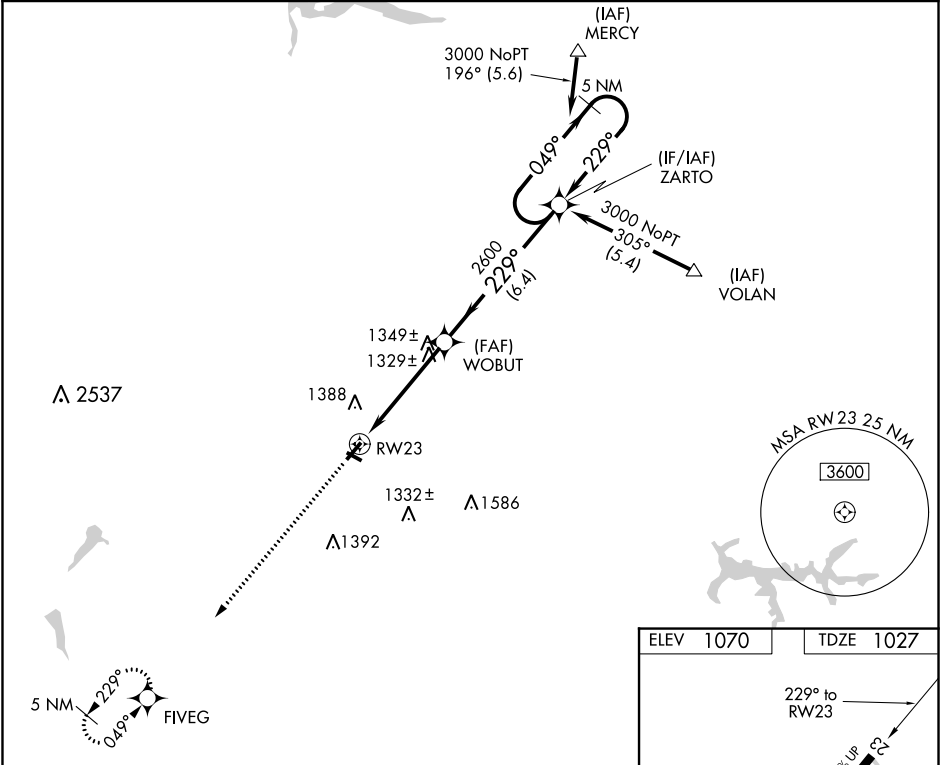 (IAF)
MERCY
3000 NoPT
196° (5.6)
5 NM
049°
229°
(IF/IAF)
ZARTO
3000 NoPT
305°
(5.4)
(IAF)
VOLAN
2600
229°
(6.4)
1349±
1329±
(FAF)
WOBUT
2537
1388
RW23
MSA RW23 25 NM
3600
1332±
1586
1392
5 NM
229°
049°
FIVEG
ELEV 1070
TDZE 1027
229° to
RW23
23
% UP